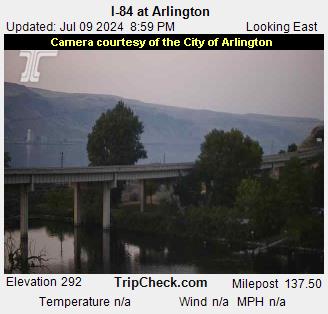 I-84 at Arlington
Updated: Jul 09 2024 8:59 PM Looking East
Camera courtesy of the City of Arlington
Elevation 292 TripCheck.com Milepost 137.50
Temperature n/a Wind n/a MPH n/a